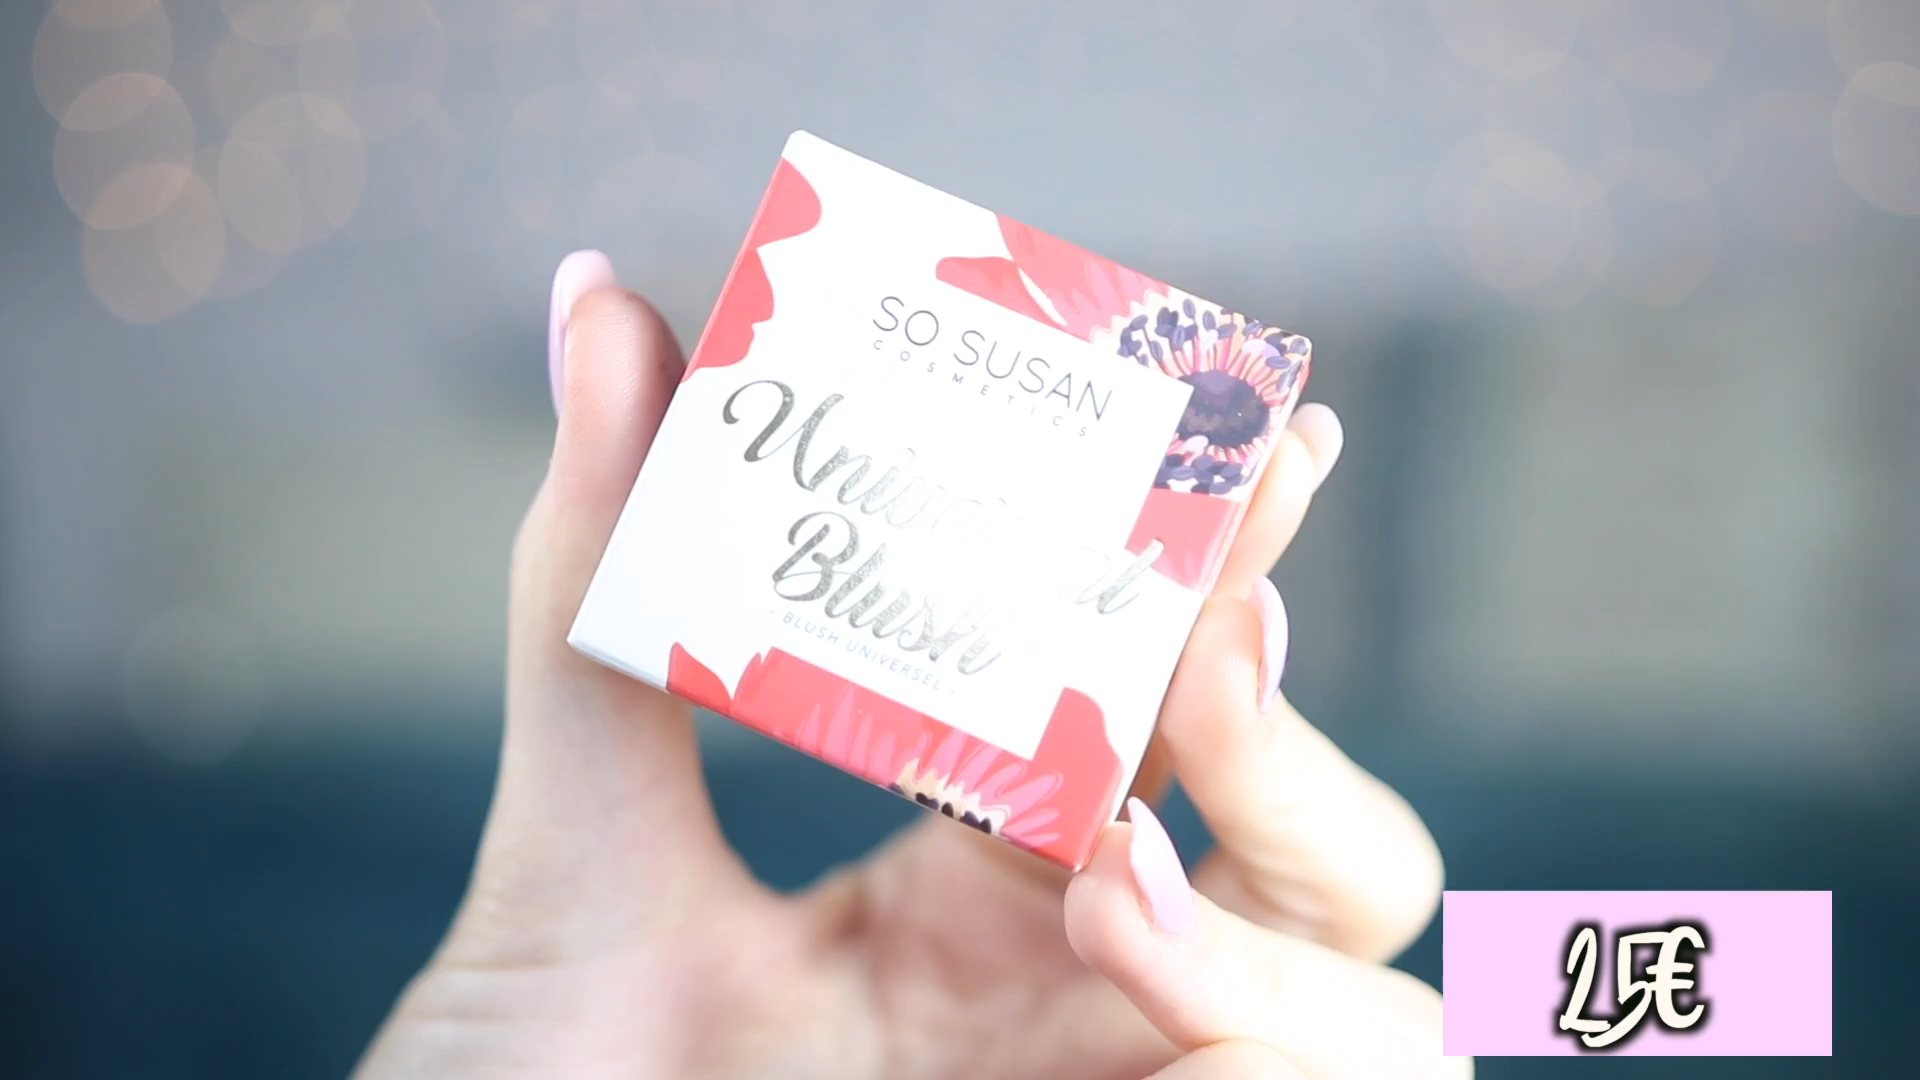 SO SUSAN
COSMETICS
Universal
Blush
- BLUSH UNIVERSEL -
25€